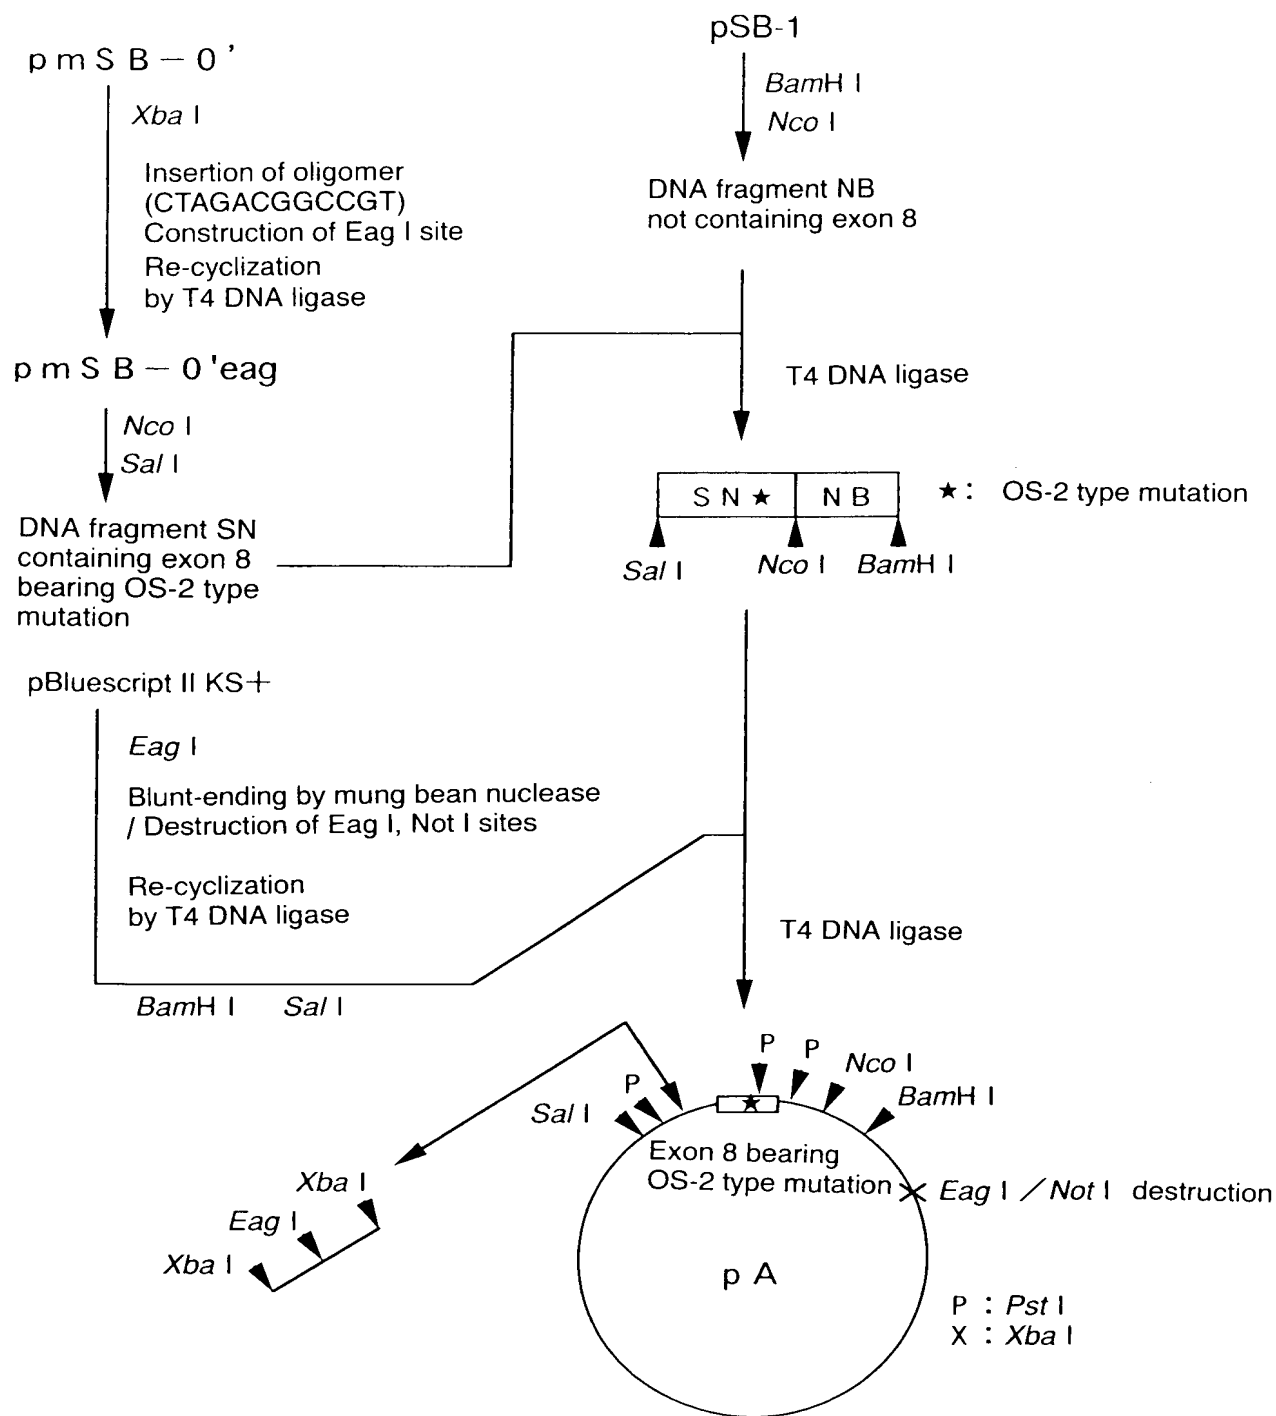 pmSB-0'
Xba I
Insertion of oligomer
(CTAGACGGCCGT)
Construction of Eag I site
Re-cyclization
by T4 DNA ligase
pmSB-0'eag
Nco I
Sal I
DNA fragment SN
containing exon 8
bearing OS-2 type
mutation
pSB-1
BamH I
Nco I
DNA fragment NB
not containing exon 8
T4 DNA ligase
SN★ NB
★: OS-2 type mutation
Sal I Nco I BamH I
pBluescript II KS+
Eag I
Blunt-ending by mung bean nuclease
/ Destruction of Eag I, Not I sites
Re-cyclization
by T4 DNA ligase
BamH I Sal I
T4 DNA ligase
Sal I P P P Nco I BamH I
★
Exon 8 bearing
OS-2 type mutation
Eag I / Not I destruction
Xba I
Eag I
Xba I
pA
P : Pst I
X : Xba I